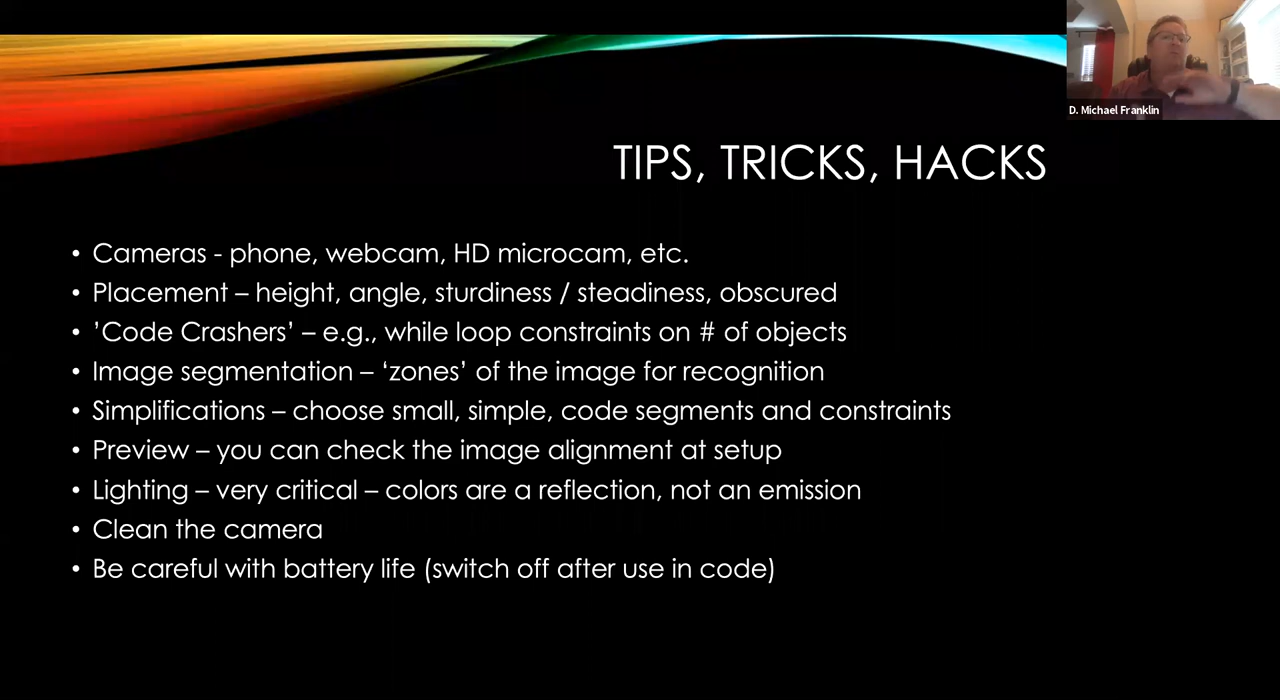 D. Michael Franklin
TIPS, TRICKS, HACKS
• Cameras - phone, webcam, HD microcam, etc.
• Placement – height, angle, sturdiness / steadiness, obscured
• ’Code Crashers’ – e.g., while loop constraints on # of objects
• Image segmentation – ‘zones’ of the image for recognition
• Simplifications – choose small, simple, code segments and constraints
• Preview – you can check the image alignment at setup
• Lighting – very critical – colors are a reflection, not an emission
• Clean the camera
• Be careful with battery life (switch off after use in code)